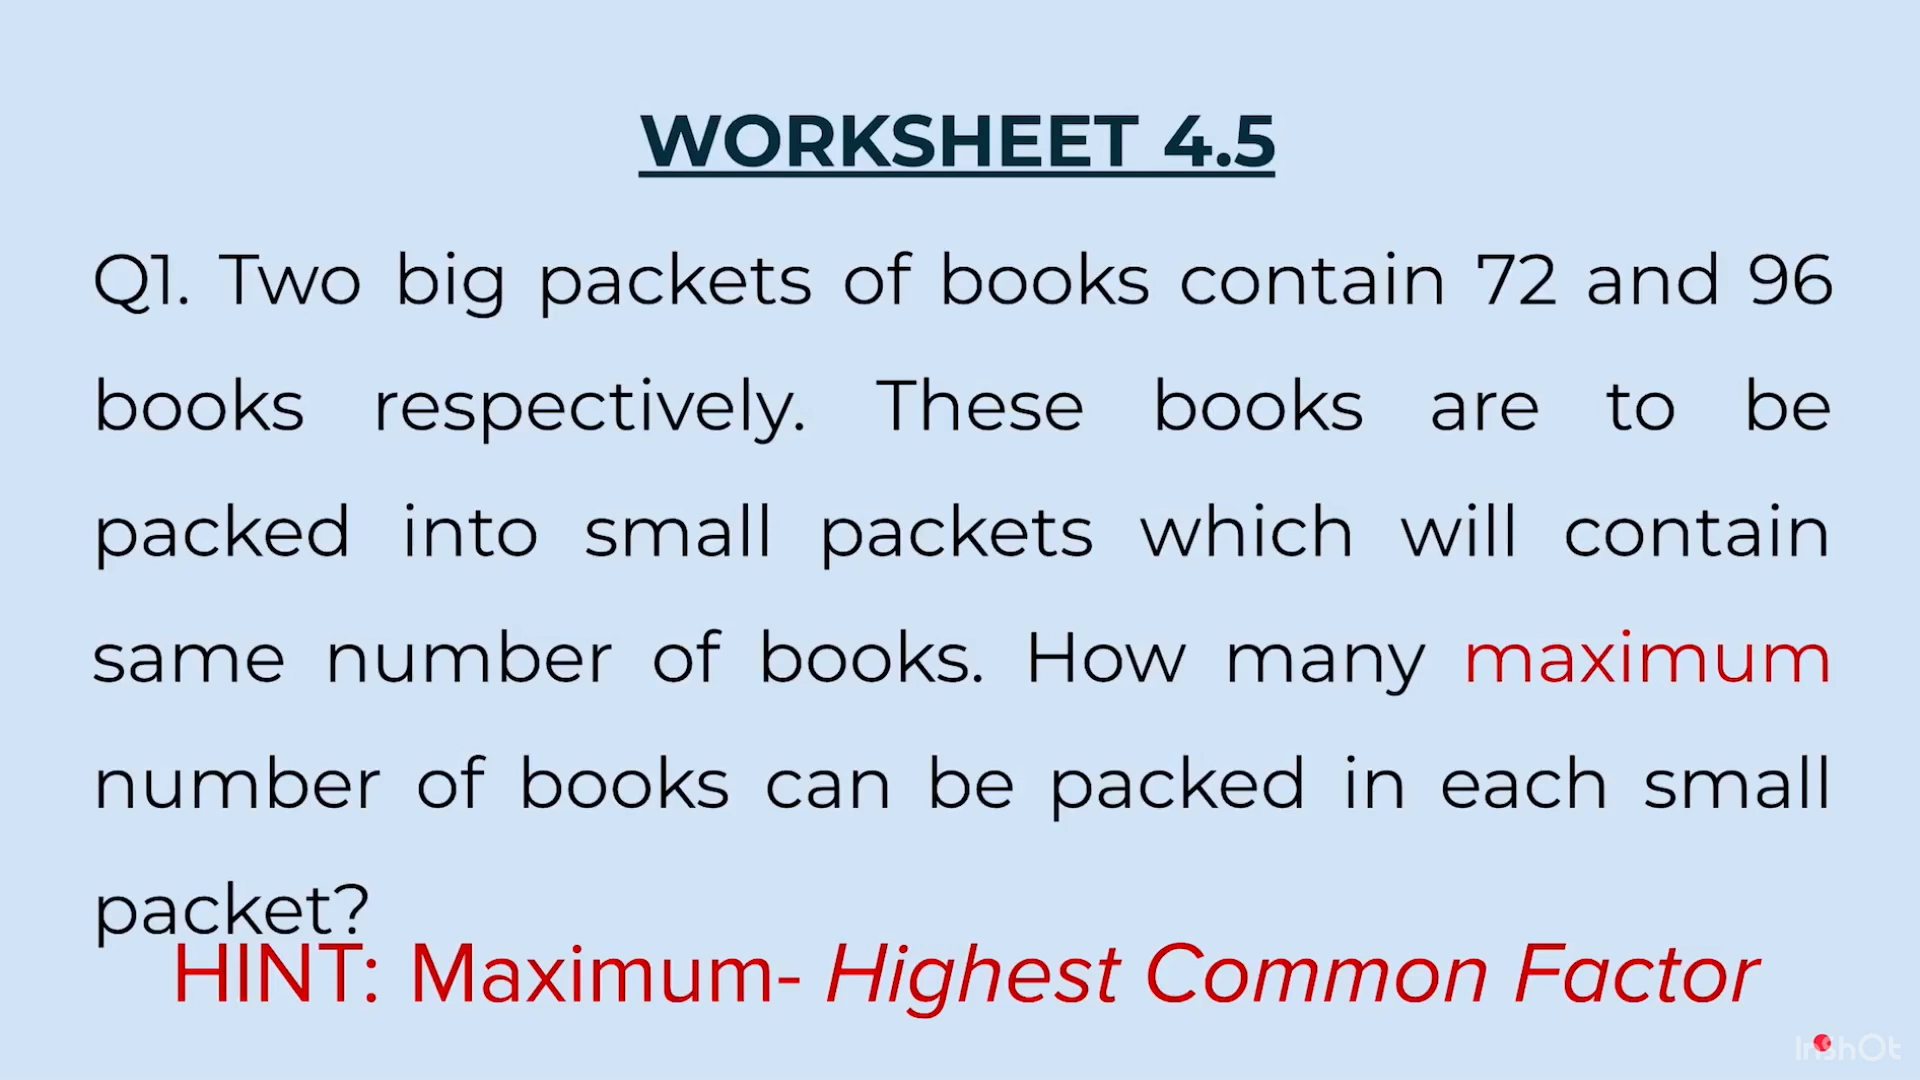 WORKSHEET 4.5
Q1. Two big packets of books contain 72 and 96
books respectively. These books are to be
packed into small packets which will contain
same number of books. How many maximum
number of books can be packed in each small
packet?
HINT: Maximum- Highest Common Factor
InShOt